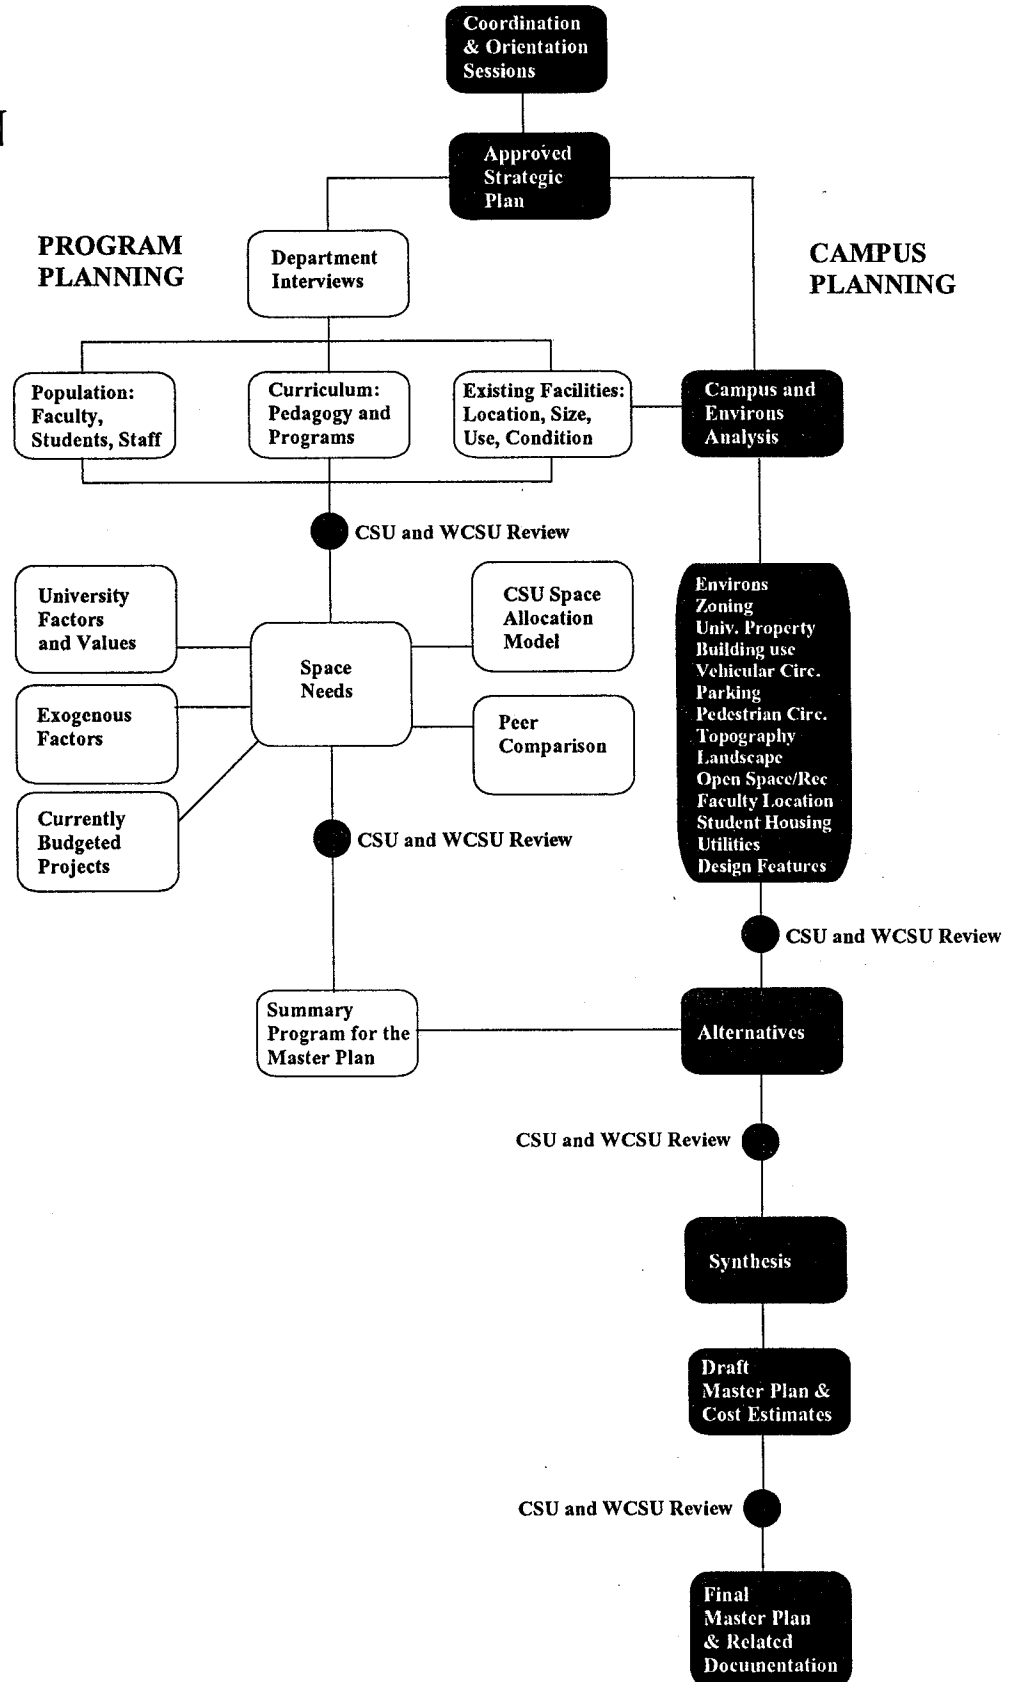 Coordination
& Orientation
Sessions
Approved
Strategic
Plan
PROGRAM
PLANNING
CAMPUS
PLANNING
Department
Interviews
Population:
Faculty,
Students, Staff
Curriculum:
Pedagogy and
Programs
Existing Facilities:
Location, Size,
Use, Condition
Campus and
Environs
Analysis
CSU and WCSU Review
University
Factors
and Values
CSU Space
Allocation
Model
Space
Needs
Exogenous
Factors
Peer
Comparison
Currently
Budgeted
Projects
CSU and WCSU Review
Environs
Zoning
Univ. Property
Building use
Vehicular Circ.
Parking
Pedestrian Circ.
Topography
Landscape
Open Space/Rec
Faculty Location
Student Housing
Utilities
Design Features
CSU and WCSU Review
Summary
Program for the
Master Plan
Alternatives
CSU and WCSU Review
Synthesis
Draft
Master Plan &
Cost Estimates
CSU and WCSU Review
Final
Master Plan
& Related
Documentation